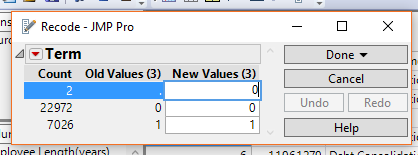 Recode - JMP Pro
Term
Count Old Values (3) New Values (3)
2 . 0
22972 0 0
7026 1 1
Done
Cancel
Undo Redo
Help
ployee Length(years)
6 11061279 Debt Consolidat